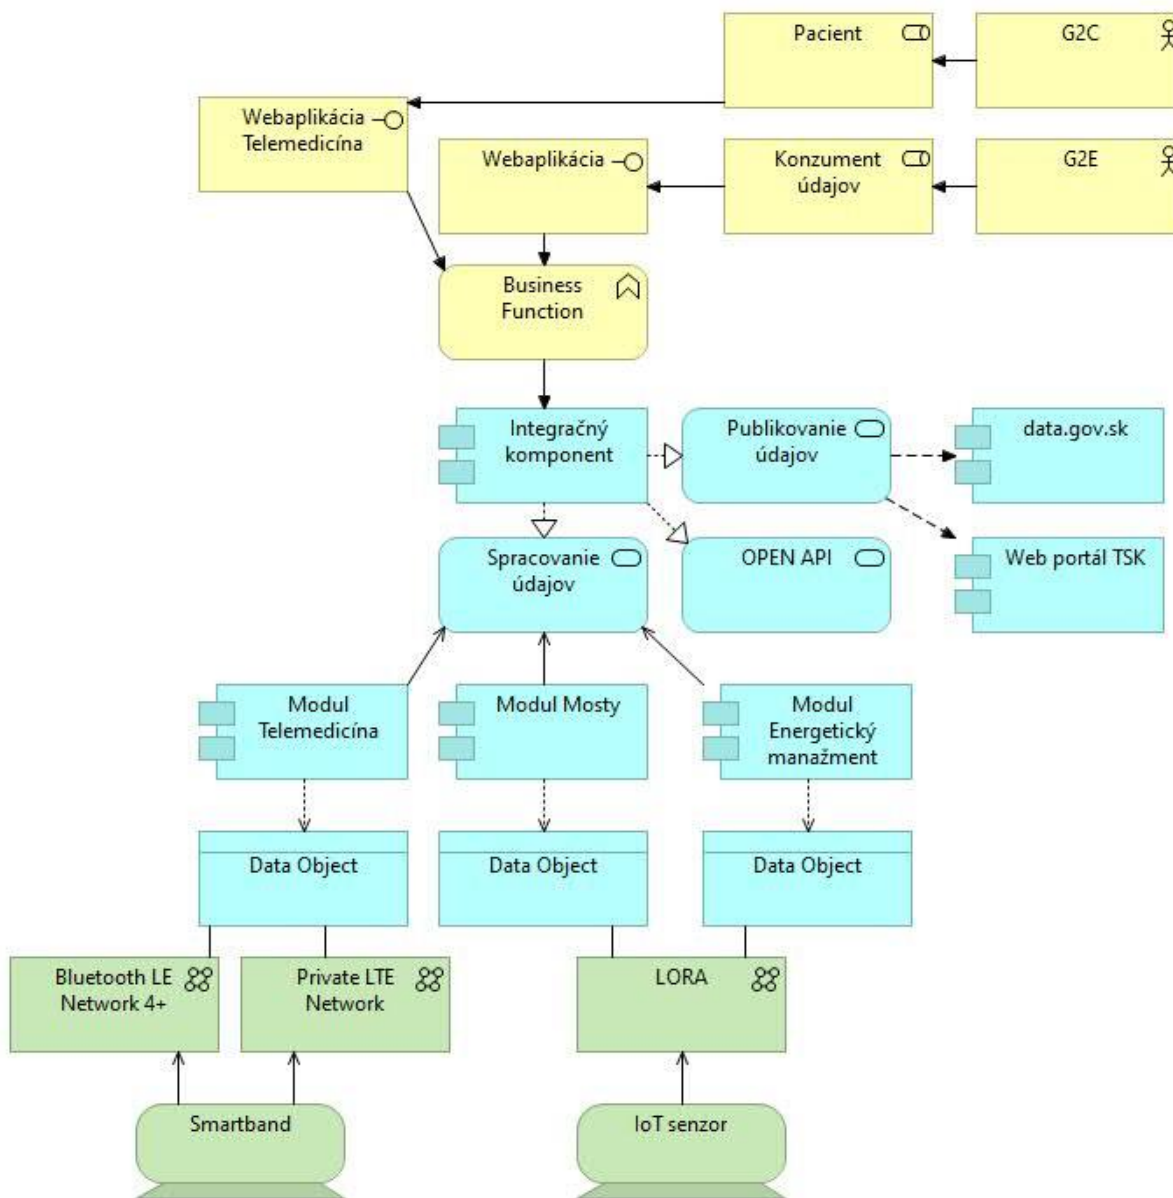 Pacient
G2C
Webaplikácia
Telemedicína
Webaplikácia
Konzument
údajov
G2E
Business
Function
Integračný
komponent
Publikovanie
údajov
data.gov.sk
Spracovanie
údajov
OPEN API
Web portál TSK
Modul
Telemedicína
Modul Mosty
Modul
Energetický
manažment
Data Object
Data Object
Data Object
Bluetooth LE
Network 4+
Private LTE
Network
LORA
Smartband
IoT senzor